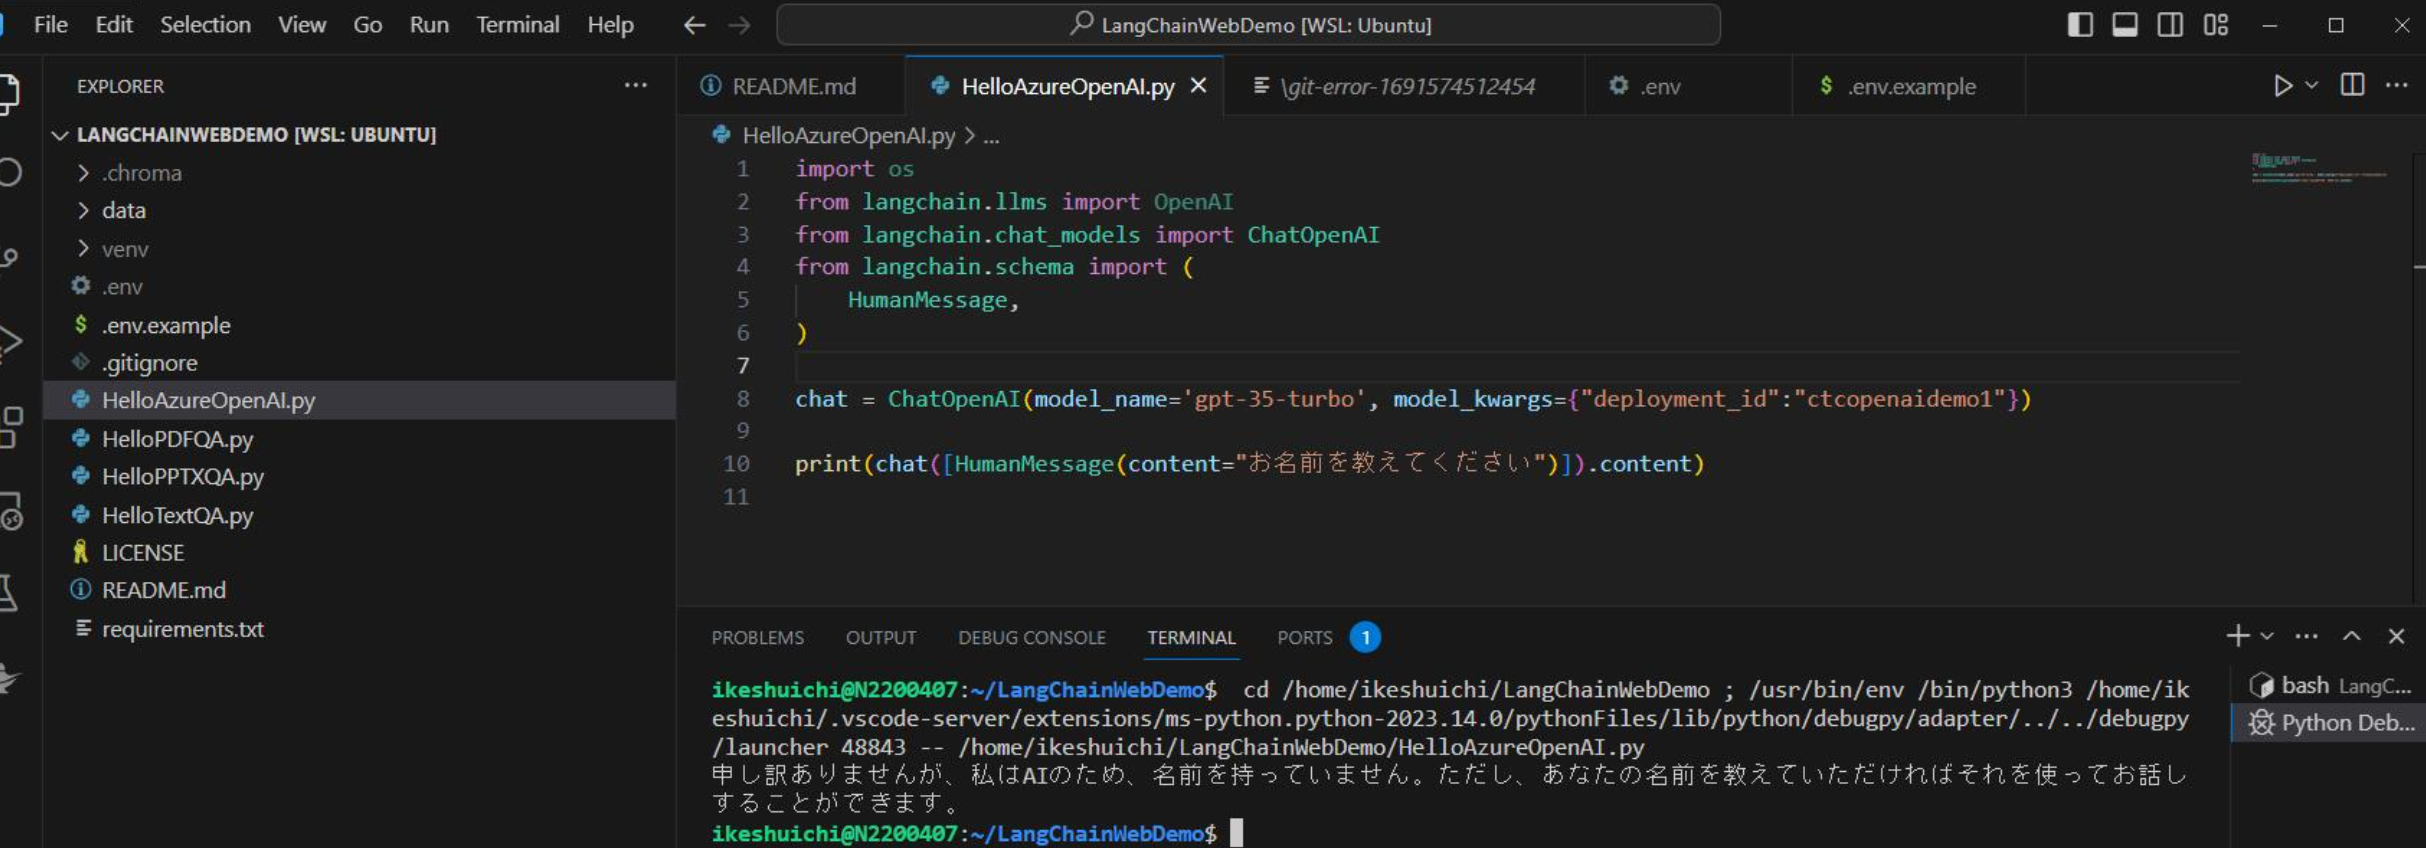 File Edit Selection View Go Run Terminal Help
LangChainWebDemo [WSL: Ubuntu]
EXPLORER
LANGCHAINWEBDEMO [WSL: UBUNTU]
.chroma
data
venv
.env
.env.example
.gitignore
HelloAzureOpenAI.py
HelloPDFQA.py
HelloPPTXQA.py
HelloTextQA.py
LICENSE
README.md
requirements.txt
README.md HelloAzureOpenAI.py \git-error-1691574512454 .env .env.example
HelloAzureOpenAI.py > ...
1 import os
2 from langchain.llms import OpenAI
3 from langchain.chat_models import ChatOpenAI
4 from langchain.schema import (
5 HumanMessage,
6 )
7
8 chat = ChatOpenAI(model_name='gpt-35-turbo', model_kwargs={"deployment_id":"ctcopenaidemo1"})
9
10 print(chat([HumanMessage(content="お名前を教えてください")]).content)
11
PROBLEMS OUTPUT DEBUG CONSOLE TERMINAL PORTS 1
ikeshuichi@N2200407:~/LangChainWebDemo$ cd /home/ikeshuichi/LangChainWebDemo ; /usr/bin/env /bin/python3 /home/ik
eshuichi/.vscode-server/extensions/ms-python.python-2023.14.0/pythonFiles/lib/python/debugpy/adapter/../../debugpy
/launcher 48843 -- /home/ikeshuichi/LangChainWebDemo/HelloAzureOpenAI.py
申し訳ありませんが、私はAIのため、名前を持っていません。ただし、あなたの名前を教えていただければそれを使ってお話し
することができます。
ikeshuichi@N2200407:~/LangChainWebDemo$
bash LangC...
Python Deb...